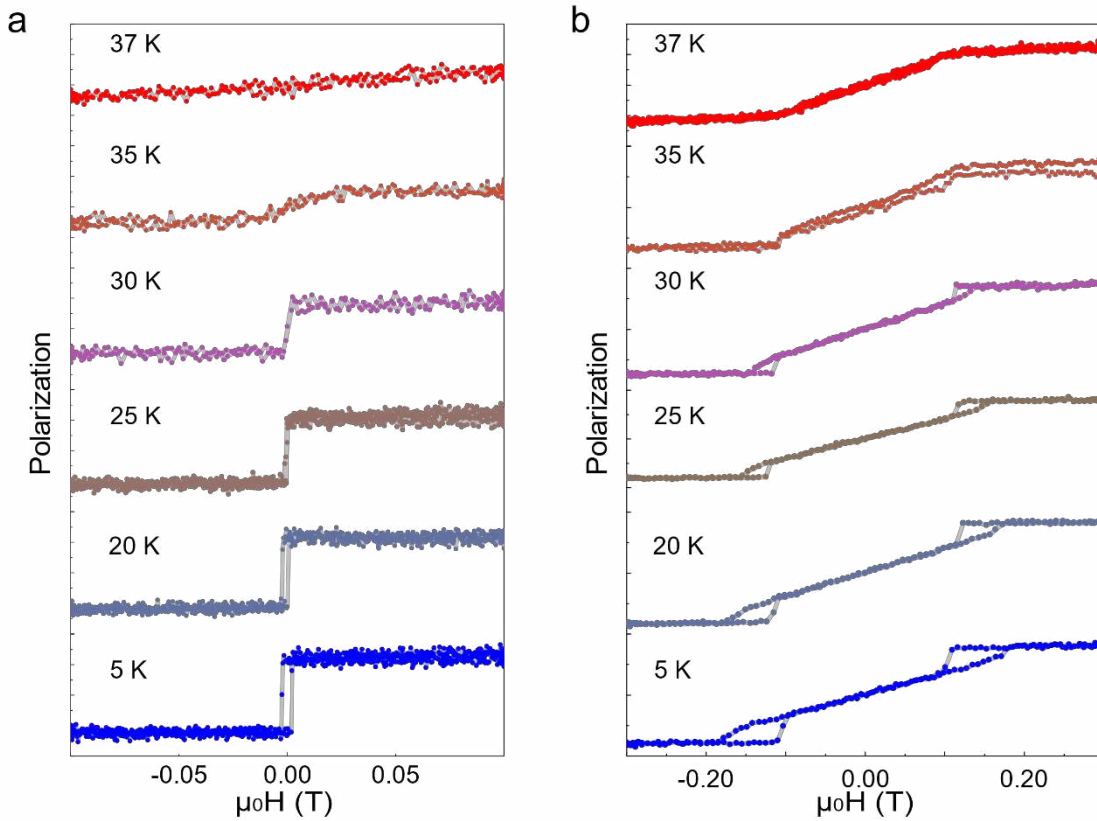 a
37 K
35 K
30 K
25 K
20 K
5 K
Polarization
-0.05 0.00 0.05
μ₀H (T)
b
37 K
35 K
30 K
25 K
20 K
5 K
Polarization
-0.20 0.00 0.20
μ₀H (T)